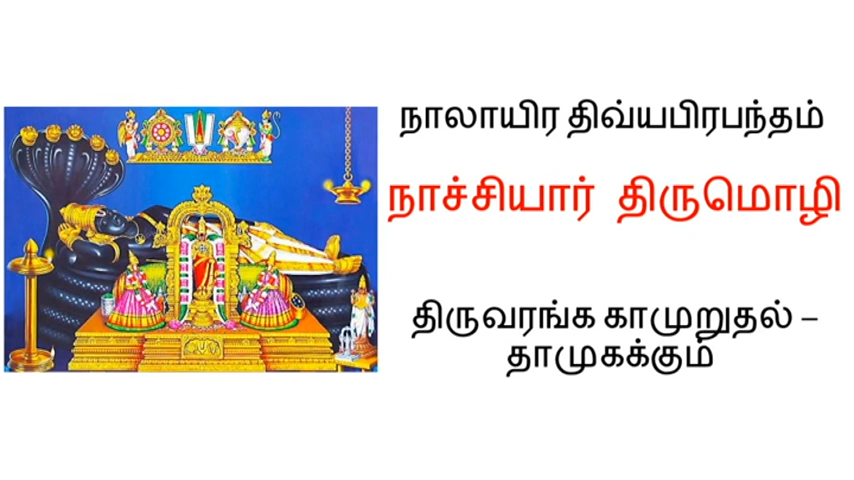 நாலாயிர திவ்யபிரபந்தம்
நாச்சியார் திருமொழி
திருவரங்க காமுறுதல் –
தாமுகக்கும்